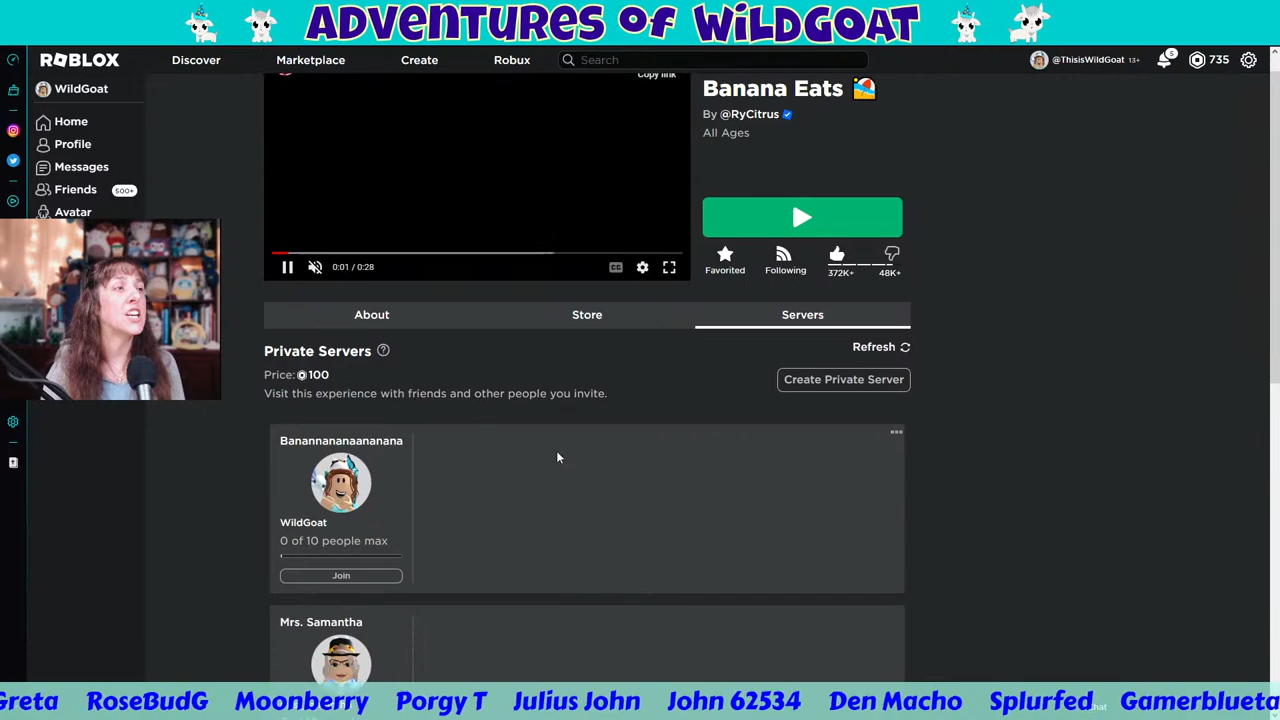 ADVENTURES OF WiLDGOAT
ROBLOX
Discover
Marketplace
Create
Robux
Search
@ThisisWildGoat 13+
5
735
WildGoat
Home
Profile
Messages
Friends
500+
Avatar
Copy link
0:01 / 0:28
CC
Banana Eats
By @RyCitrus
All Ages
Favorited
Following
372K+
48K+
About
Store
Servers
Refresh
Private Servers
Price: 100
Visit this experience with friends and other people you invite.
Create Private Server
Banannananaananana
WildGoat
0 of 10 people max
Join
Mrs. Samantha
Greta RoseBudG Moonberry Porgy T Julius John John 62534 Den Macho Splurfed Gamerblueta